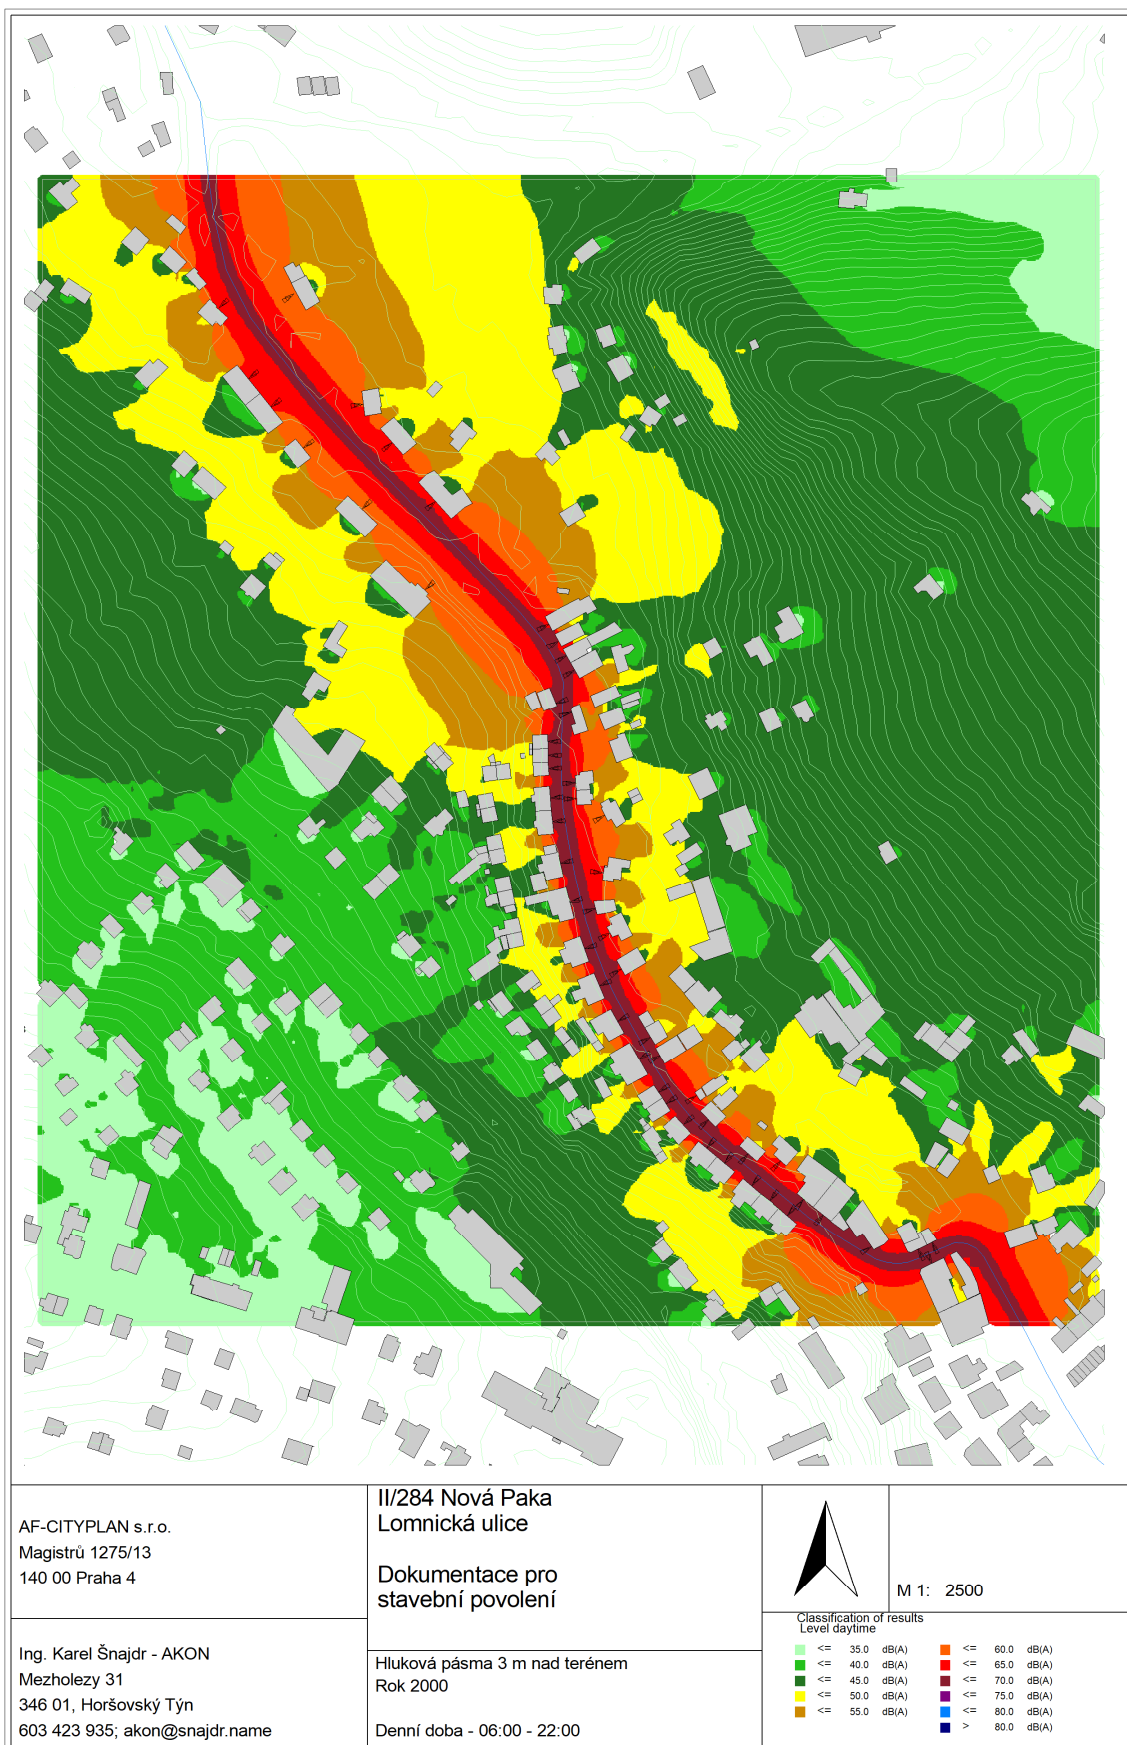 AF-CITYPLAN s.r.o.
Magistrů 1275/13
140 00 Praha 4
Ing. Karel Šnajdr - AKON
Mezholezy 31
346 01, Horšovský Týn
603 423 935; akon@snajdr.name
II/284 Nová Paka
Lomnická ulice
Dokumentace pro
stavební povolení
Hluková pásma 3 m nad terénem
Rok 2000
Denní doba - 06:00 - 22:00
M 1: 2500
Classification of results
Level daytime
<= 35.0 dB(A)
<= 40.0 dB(A)
<= 45.0 dB(A)
<= 50.0 dB(A)
<= 55.0 dB(A)
<= 60.0 dB(A)
<= 65.0 dB(A)
<= 70.0 dB(A)
<= 75.0 dB(A)
<= 80.0 dB(A)
> 80.0 dB(A)